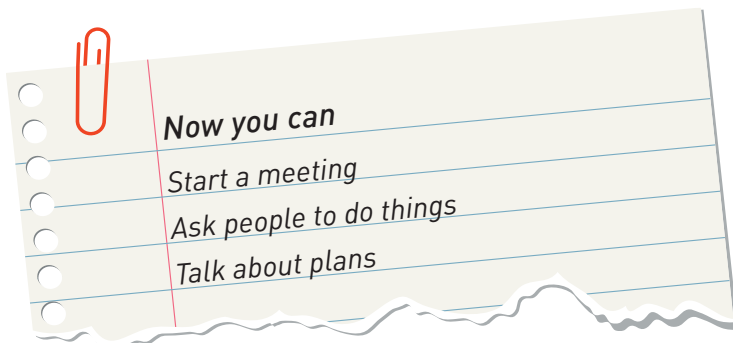 Now you can
Start a meeting
Ask people to do things
Talk about plans